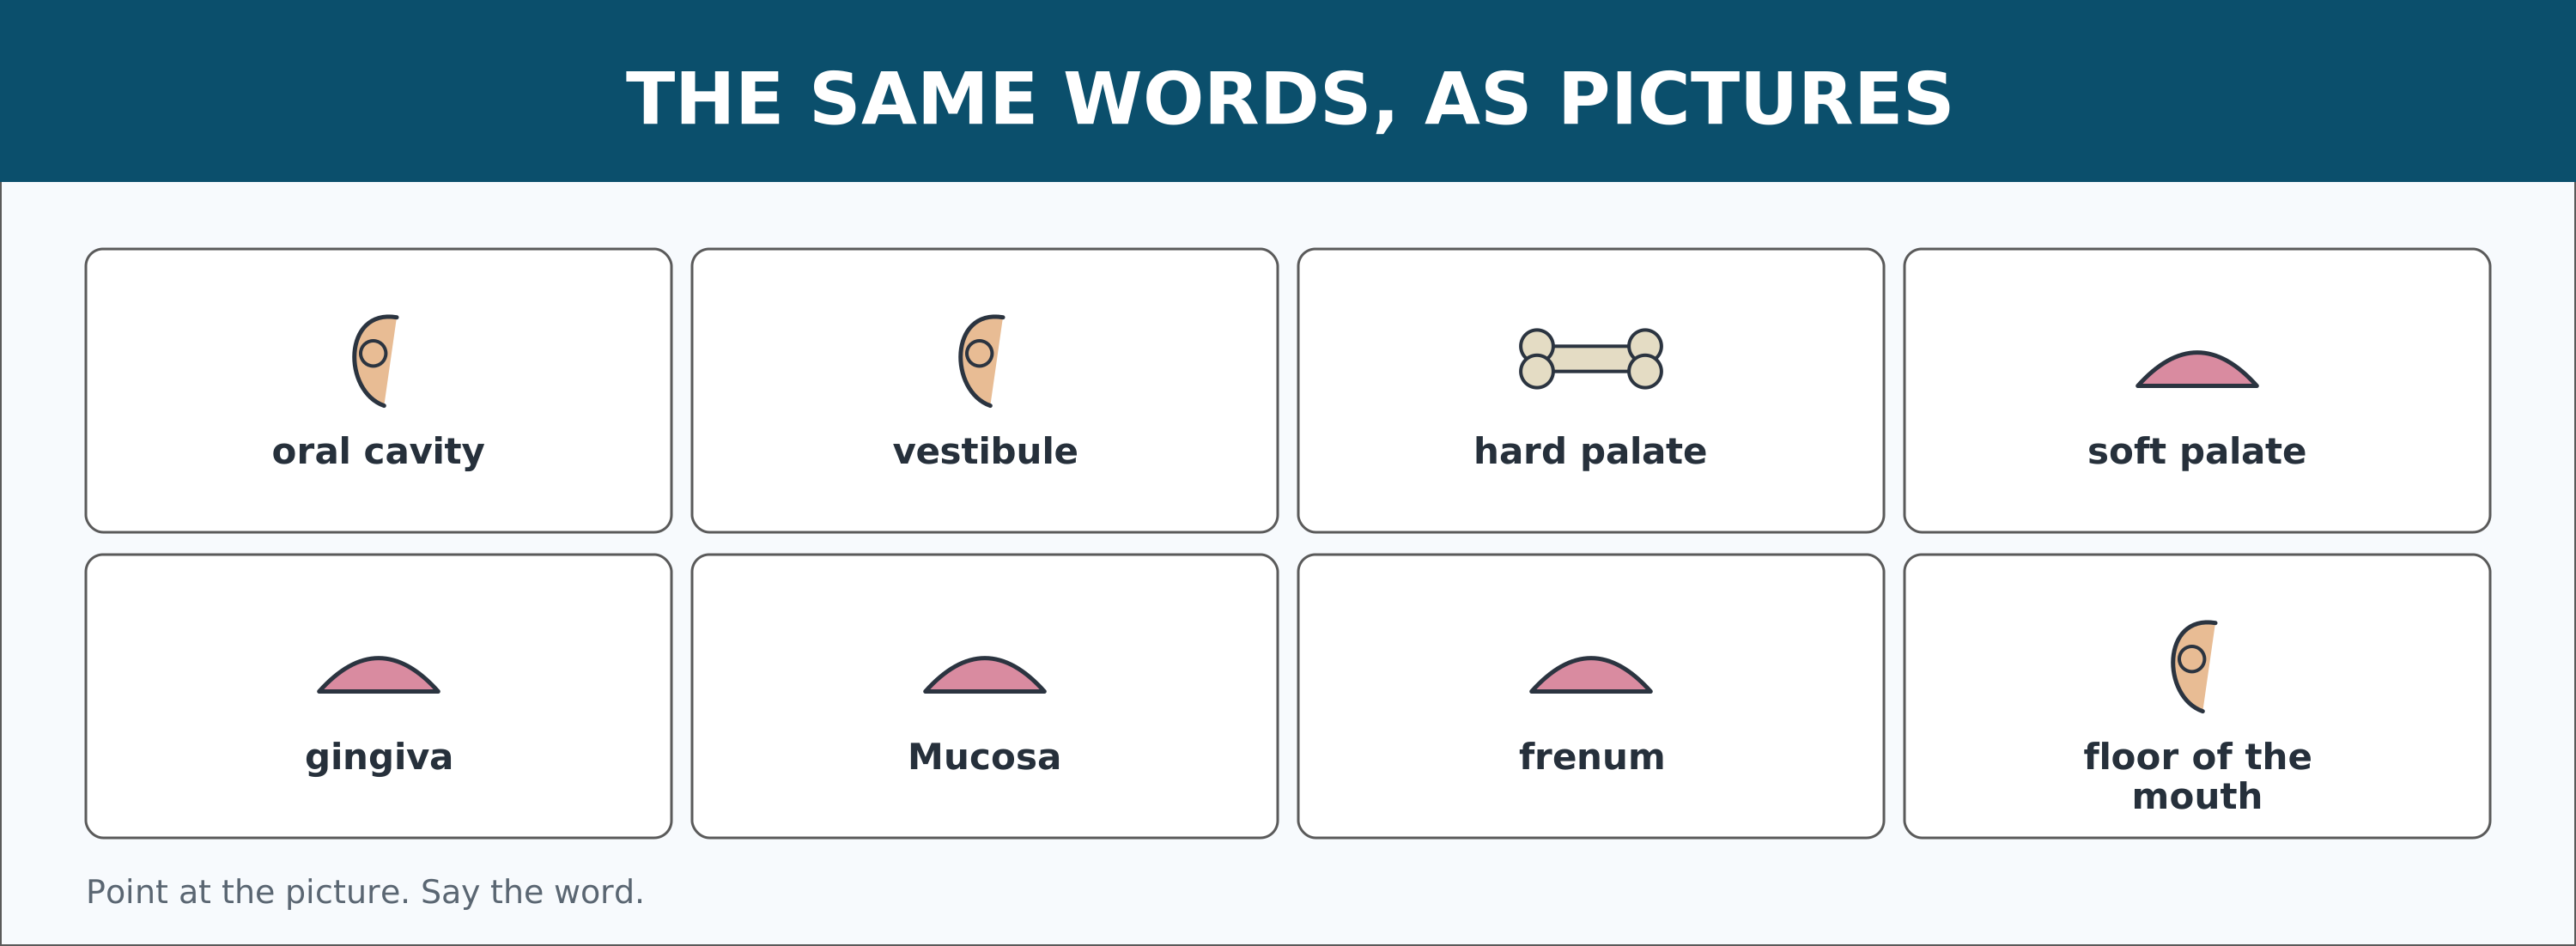 THE SAME WORDS, AS PICTURES
oral cavity
vestibule
hard palate
soft palate
gingiva
Mucosa
frenum
floor of the
mouth
Point at the picture. Say the word.